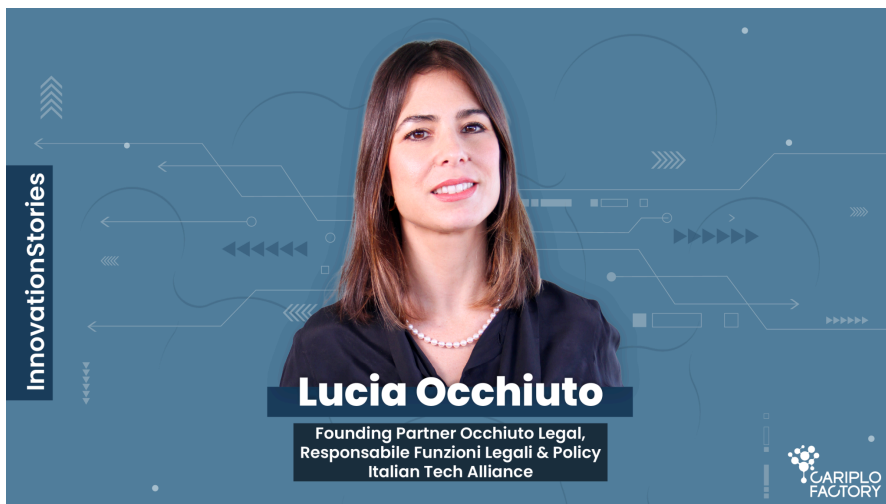 InnovationStories
Lucia Occhiuto
Founding Partner Occhiuto Legal,
Responsabile Funzioni Legali & Policy
Italian Tech Alliance
CARIPLO
FACTORY